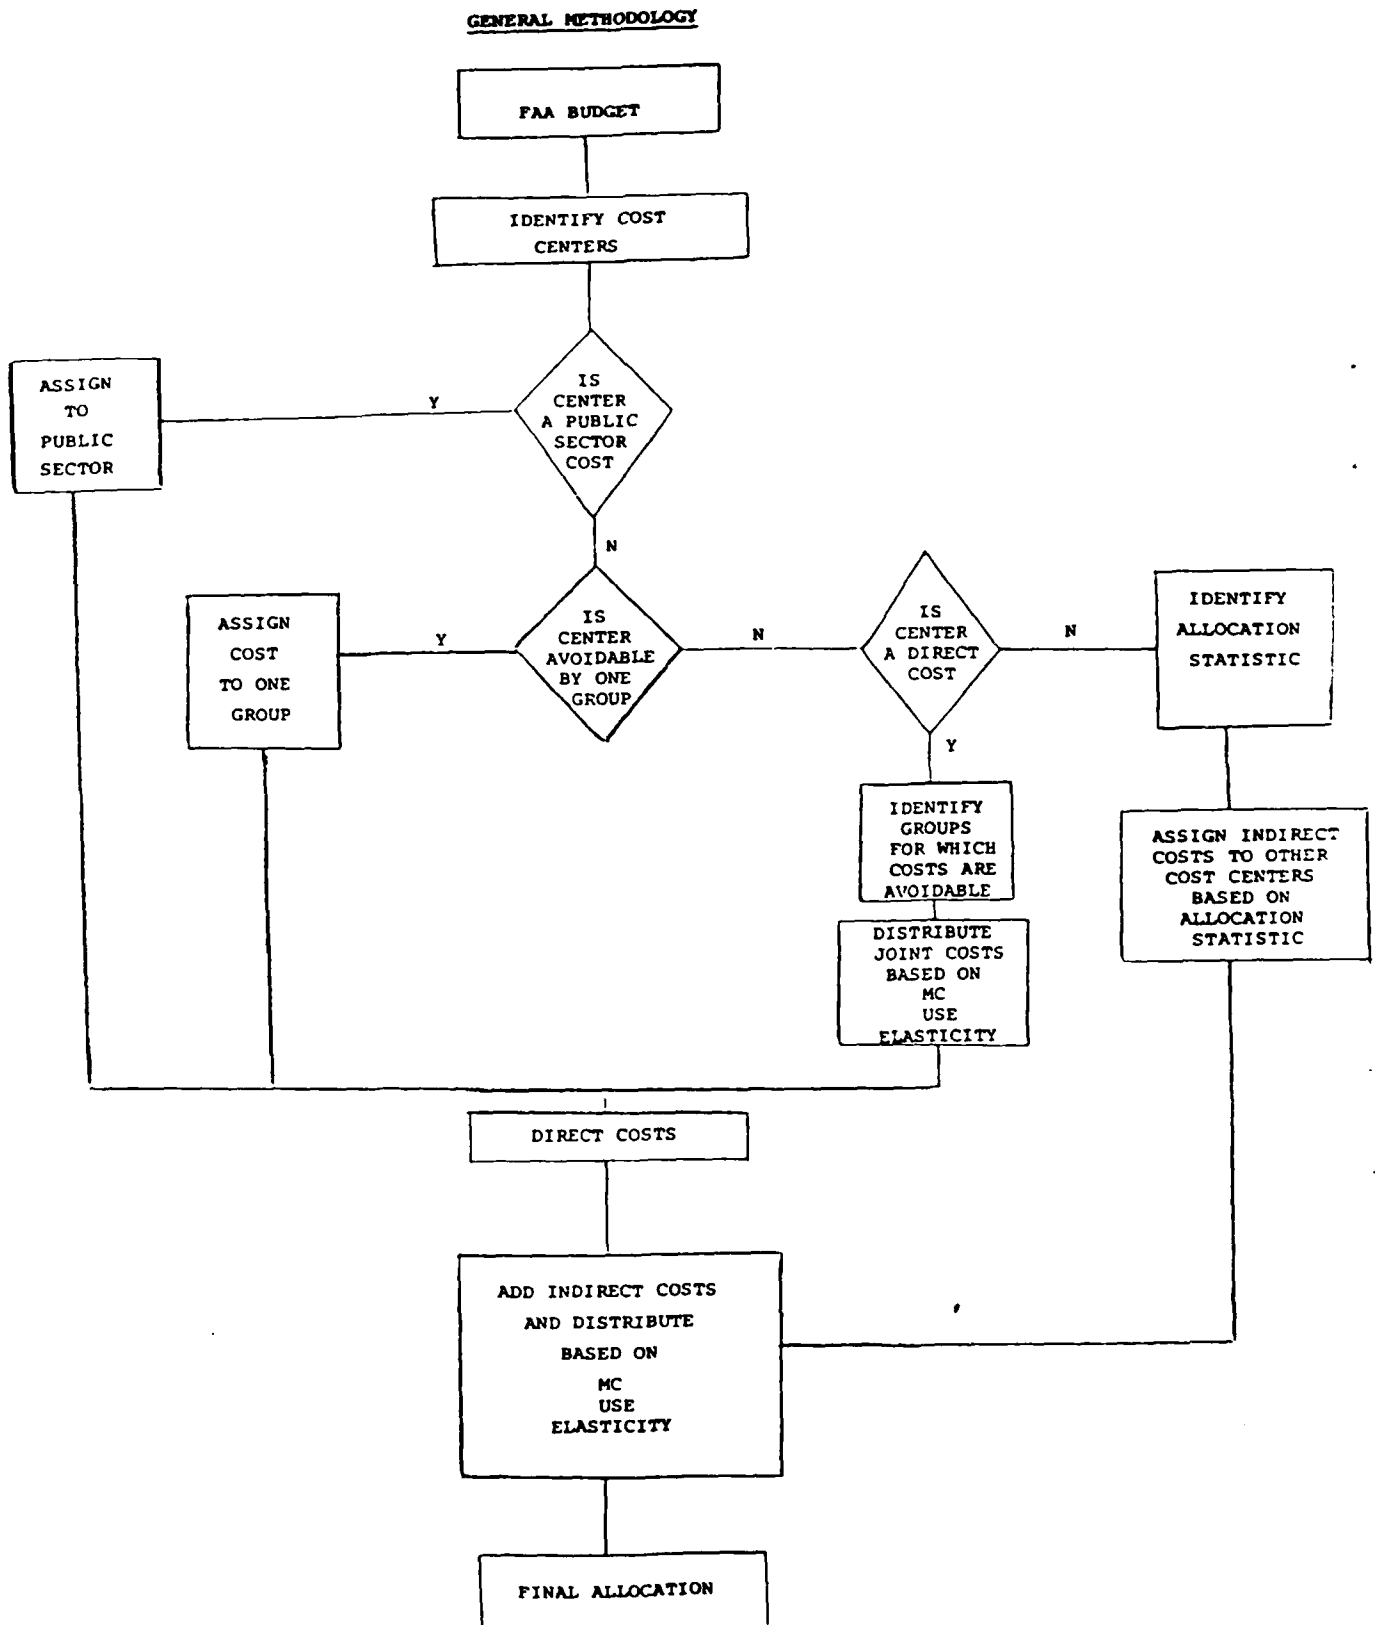 GENERAL METHODOLOGY
FAA BUDGET
IDENTIFY COST
CENTERS
IS
CENTER
A PUBLIC
SECTOR
COST
Y
ASSIGN
TO
PUBLIC
SECTOR
N
IS
CENTER
AVOIDABLE
BY ONE
GROUP
Y
ASSIGN
COST
TO ONE
GROUP
N
IS
CENTER
A DIRECT
COST
N
IDENTIFY
ALLOCATION
STATISTIC
Y
IDENTIFY
GROUPS
FOR WHICH
COSTS ARE
AVOIDABLE
ASSIGN INDIRECT
COSTS TO OTHER
COST CENTERS
BASED ON
ALLOCATION
STATISTIC
DISTRIBUTE
JOINT COSTS
BASED ON
MC
USE
ELASTICITY
DIRECT COSTS
ADD INDIRECT COSTS
AND DISTRIBUTE
BASED ON
MC
USE
ELASTICITY
FINAL ALLOCATION